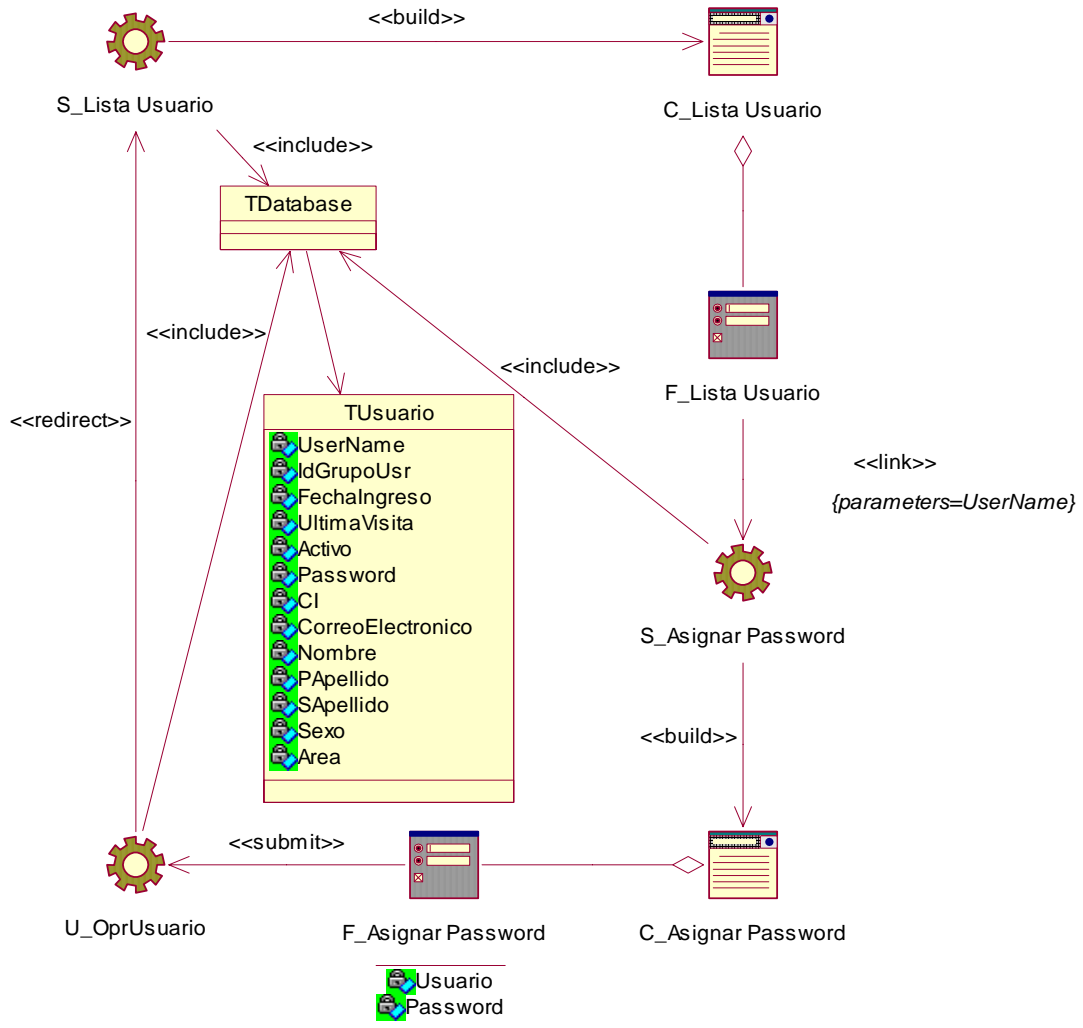 <<build>>
S_Lista Usuario
C_Lista Usuario
<<include>>
TDatabase
<<include>>
<<include>>
F_Lista Usuario
<<redirect>>
TUsuario
UserName
IdGrupoUsr
FechaIngreso
UltimaVisita
Activo
Password
CI
CorreoElectronico
Nombre
PApellido
SApellido
Sexo
Area
<<link>>
{parameters=UserName}
S_Asignar Password
<<build>>
<<submit>>
U_OprUsuario
F_Asignar Password
C_Asignar Password
Usuario
Password